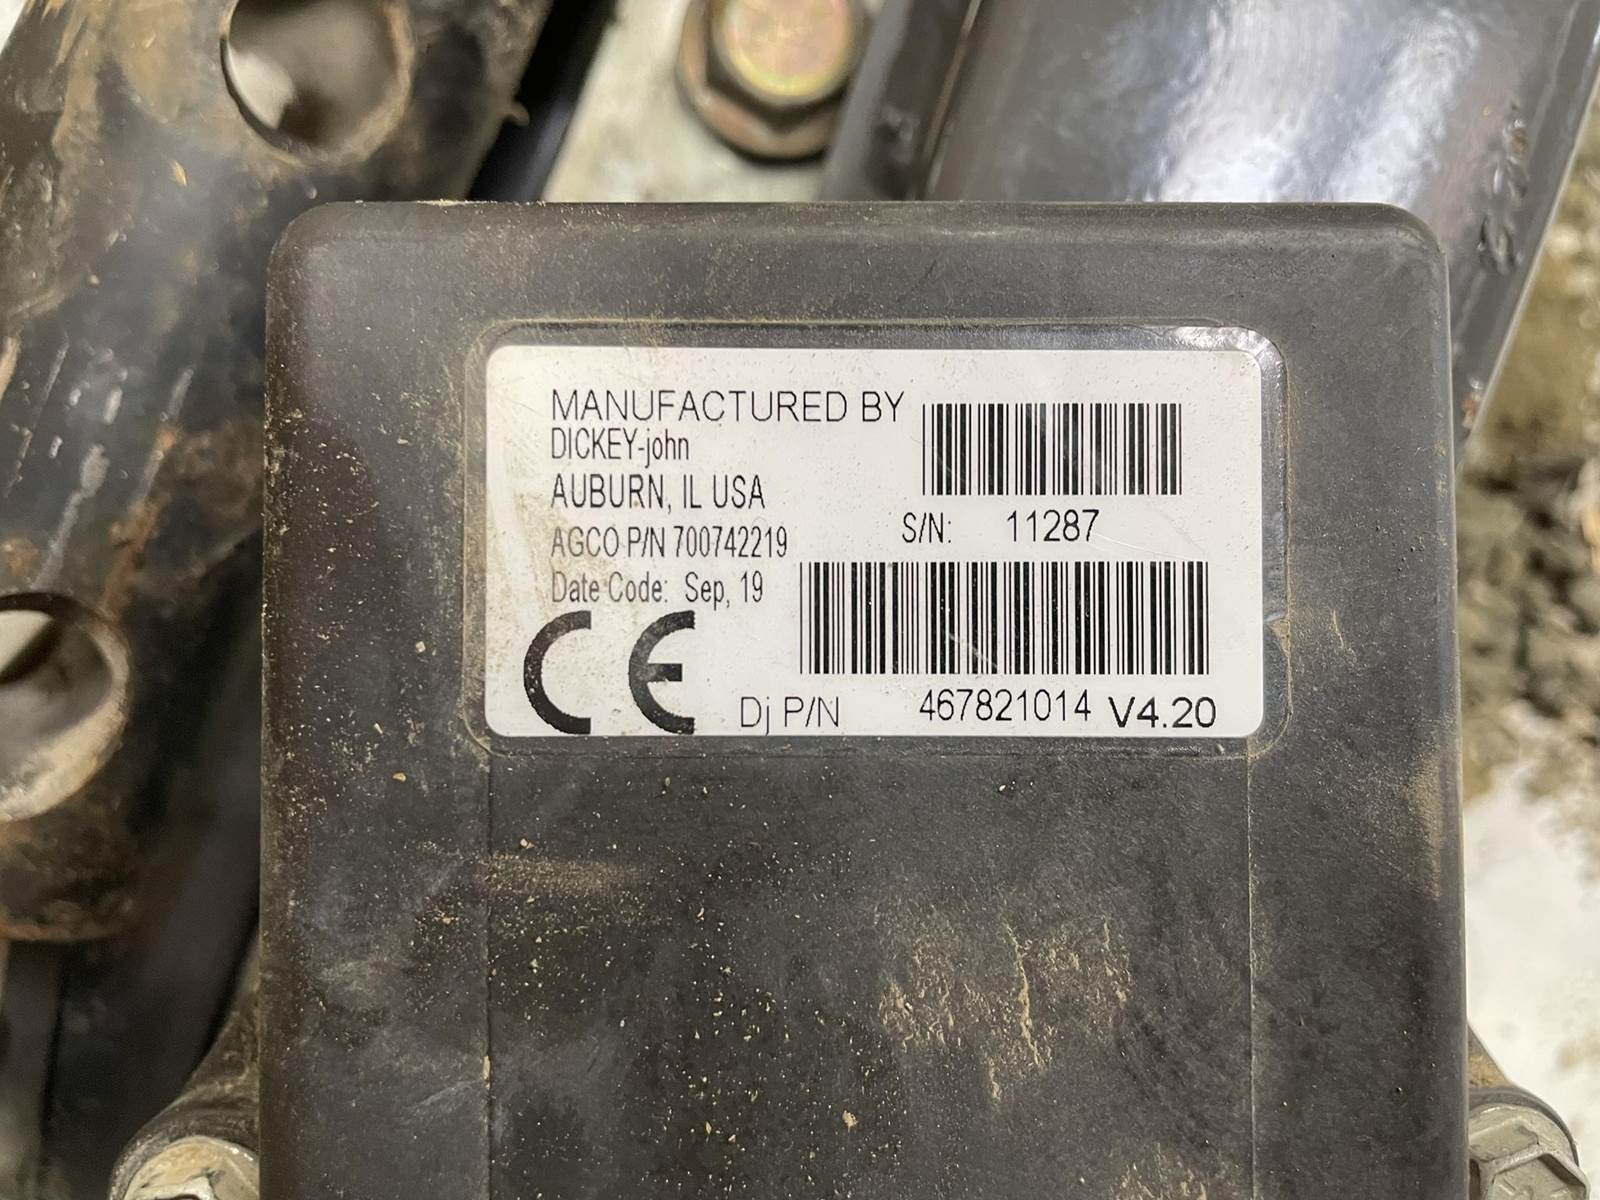 MANUFACTURED BY
DICKEY-john
AUBURN, IL USA
AGCO P/N 700742219
Date Code: Sep, 19
S/N: 11287
CE
Dj P/N 467821014 V4.20